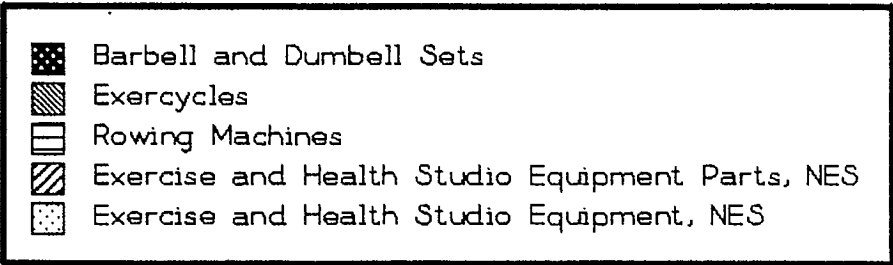 Barbell and Dumbell Sets
Exercycles
Rowing Machines
Exercise and Health Studio Equipment Parts, NES
Exercise and Health Studio Equipment, NES